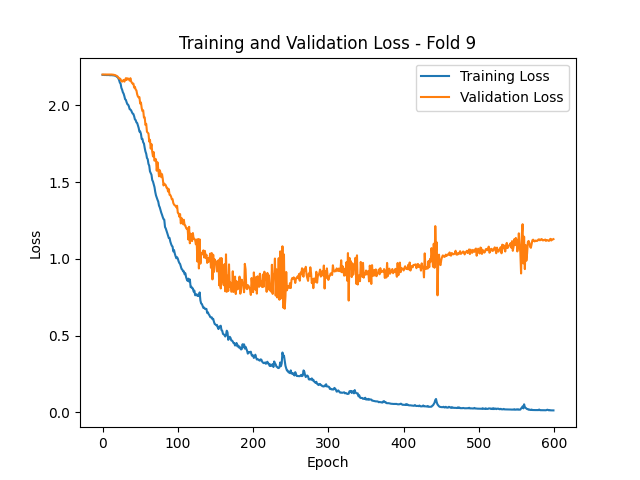 Training and Validation Loss - Fold 9
Training Loss
Validation Loss
2.0
1.5
1.0
0.5
0.0
Loss
0 100 200 300 400 500 600
Epoch